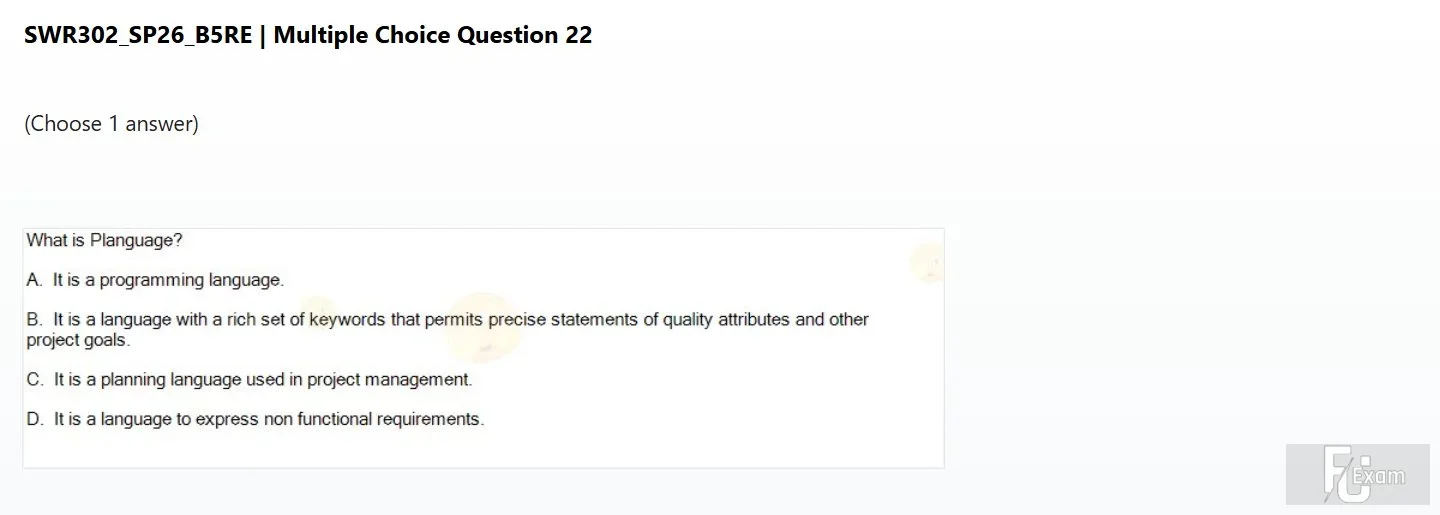 SWR302_SP26_B5RE | Multiple Choice Question 22
(Choose 1 answer)
What is Planguage?
A. It is a programming language.
B. It is a language with a rich set of keywords that permits precise statements of quality attributes and other
project goals.
C. It is a planning language used in project management.
D. It is a language to express non functional requirements.
FU Exam